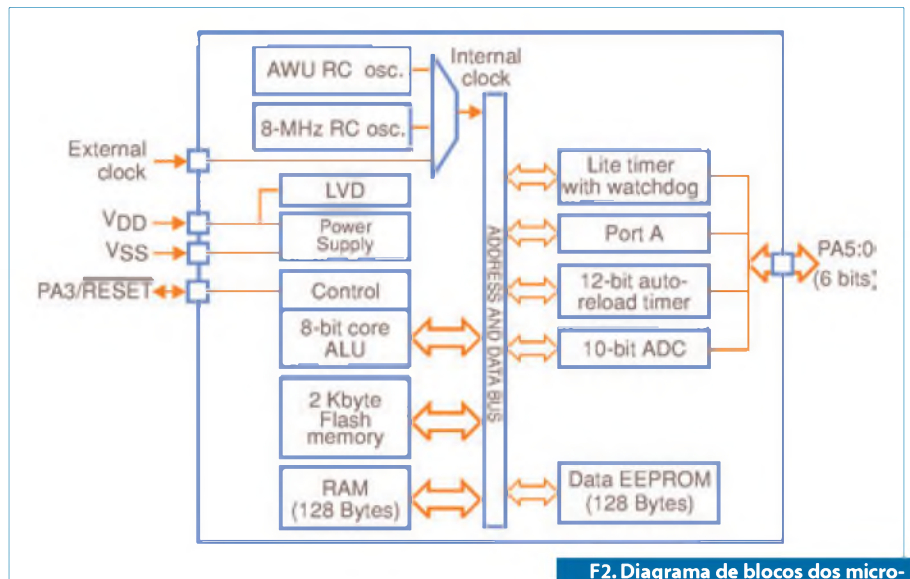 AWU RC osc.
8-MHz RC osc.
Internal
clock
External
clock
LVD
VDD
Power
Supply
VSS
PA3/RESET
Control
8-bit core
ALU
2 Kbyte
Flash
memory
RAM
(128 Bytes)
ADDRESS AND DATA BUS
Lite timer
with watchdog
Port A
12-bit auto-
reload timer
10-bit ADC
PA5:0
(6 bits)
Data EEPROM
(128 Bytes)
F2. Diagrama de blocos dos micro-